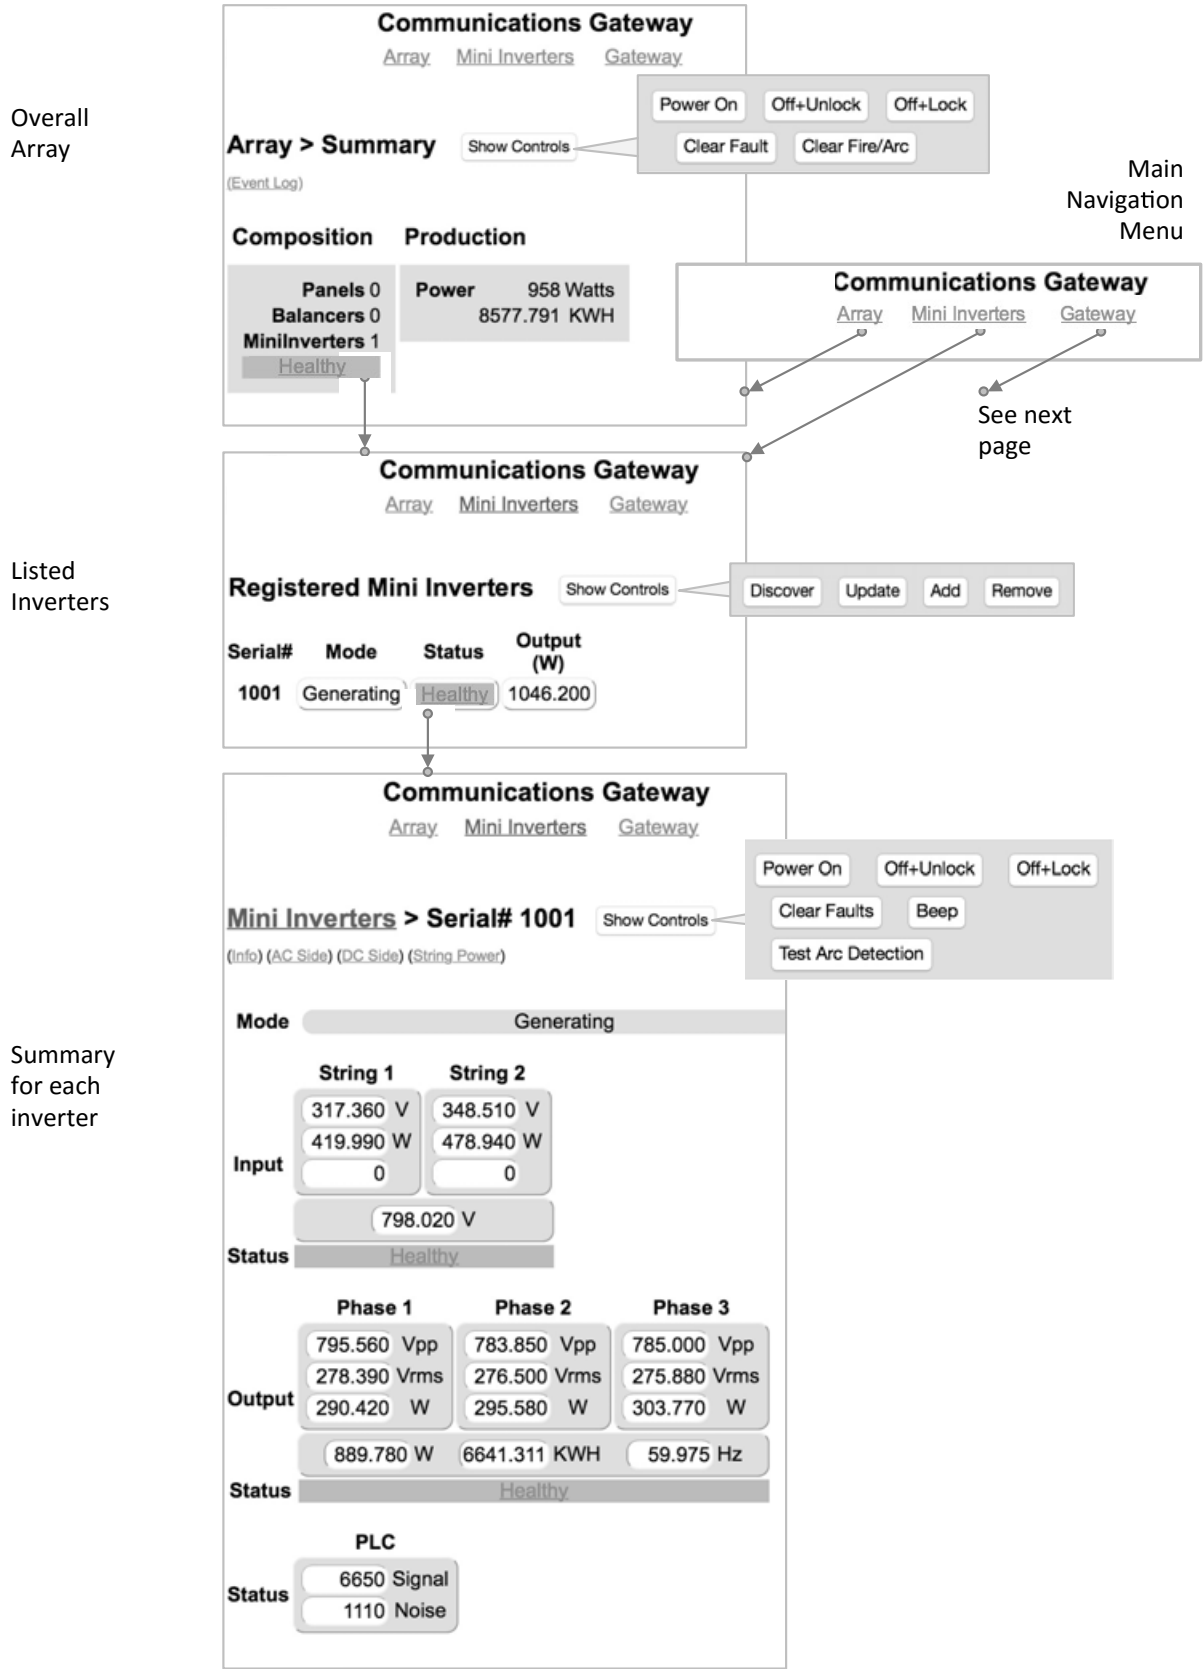 Communications Gateway
Array Mini Inverters Gateway
Power On Off+Unlock Off+Lock
Clear Fault Clear Fire/Arc
Overall
Array
Array > Summary Show Controls
(Event Log)
Main
Navigation
Menu
Composition Production
Panels 0
Balancers 0
MiniInverters 1
Healthy
Power 958 Watts
8577.791 KWH
Communications Gateway
Array Mini Inverters Gateway
See next
page
Communications Gateway
Array Mini Inverters Gateway
Listed
Inverters
Registered Mini Inverters Show Controls
Discover Update Add Remove
Serial# Mode Status Output
(W)
1001 Generating Healthy 1046.200
Communications Gateway
Array Mini Inverters Gateway
Power On Off+Unlock Off+Lock
Clear Faults Beep
Test Arc Detection
Mini Inverters > Serial# 1001 Show Controls
(Info) (AC Side) (DC Side) (String Power)
Mode Generating
Summary
for each
inverter
String 1 String 2
317.360 V 348.510 V
419.990 W 478.940 W
Input 0 0
798.020 V
Status Healthy
Phase 1 Phase 2 Phase 3
795.560 Vpp 783.850 Vpp 785.000 Vpp
278.390 Vrms 276.500 Vrms 275.880 Vrms
Output 290.420 W 295.580 W 303.770 W
889.780 W 6641.311 KWH 59.975 Hz
Status Healthy
PLC
Status 6650 Signal
1110 Noise